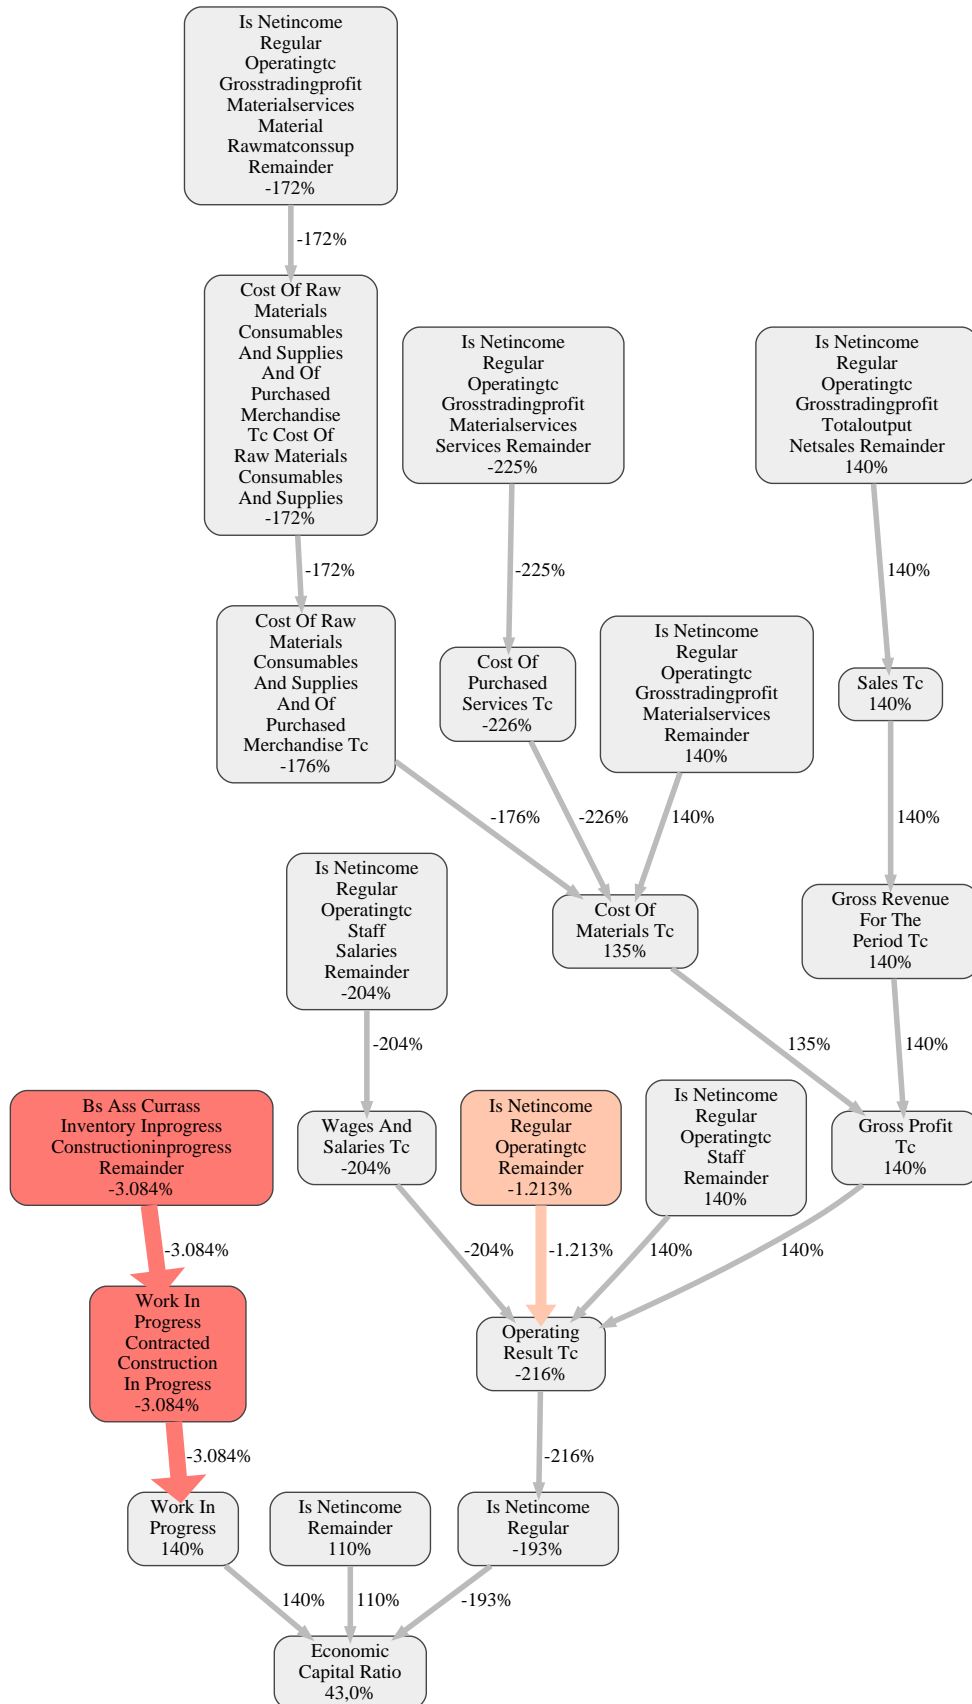 Is Netincome
Regular
Operatingtc
Grosstradingprofit
Materialservices
Material
Rawmatconssup
Remainder
-172%
-172%
Cost Of Raw
Materials
Consumables
And Supplies
And Of
Purchased
Merchandise
Tc Cost Of
Raw Materials
Consumables
And Supplies
-172%
Is Netincome
Regular
Operatingtc
Grosstradingprofit
Materialservices
Services Remainder
-225%
Is Netincome
Regular
Operatingtc
Grosstradingprofit
Totaloutput
Netsales Remainder
140%
-172%
-225%
140%
Cost Of Raw
Materials
Consumables
And Supplies
And Of
Purchased
Merchandise Tc
-176%
Cost Of
Purchased
Services Tc
-226%
Is Netincome
Regular
Operatingtc
Grosstradingprofit
Materialservices
Remainder
140%
Sales Tc
140%
-176%
-226%
140%
140%
Is Netincome
Regular
Operatingtc
Staff
Salaries
Remainder
-204%
Cost Of
Materials Tc
135%
Gross Revenue
For The
Period Tc
140%
-204%
135%
140%
Bs Ass Currass
Inventory Inprogress
Constructioninprogress
Remainder
-3.084%
Wages And
Salaries Tc
-204%
Is Netincome
Regular
Operatingtc
Remainder
-1.213%
Is Netincome
Regular
Operatingtc
Staff
Remainder
140%
Gross Profit
Tc
140%
-3.084%
-204%
-1.213%
140%
140%
Work In
Progress
Contracted
Construction
In Progress
-3.084%
Operating
Result Tc
-216%
-3.084%
-216%
Work In
Progress
140%
Is Netincome
Remainder
110%
Is Netincome
Regular
-193%
140%
110%
-193%
Economic
Capital Ratio
43,0%